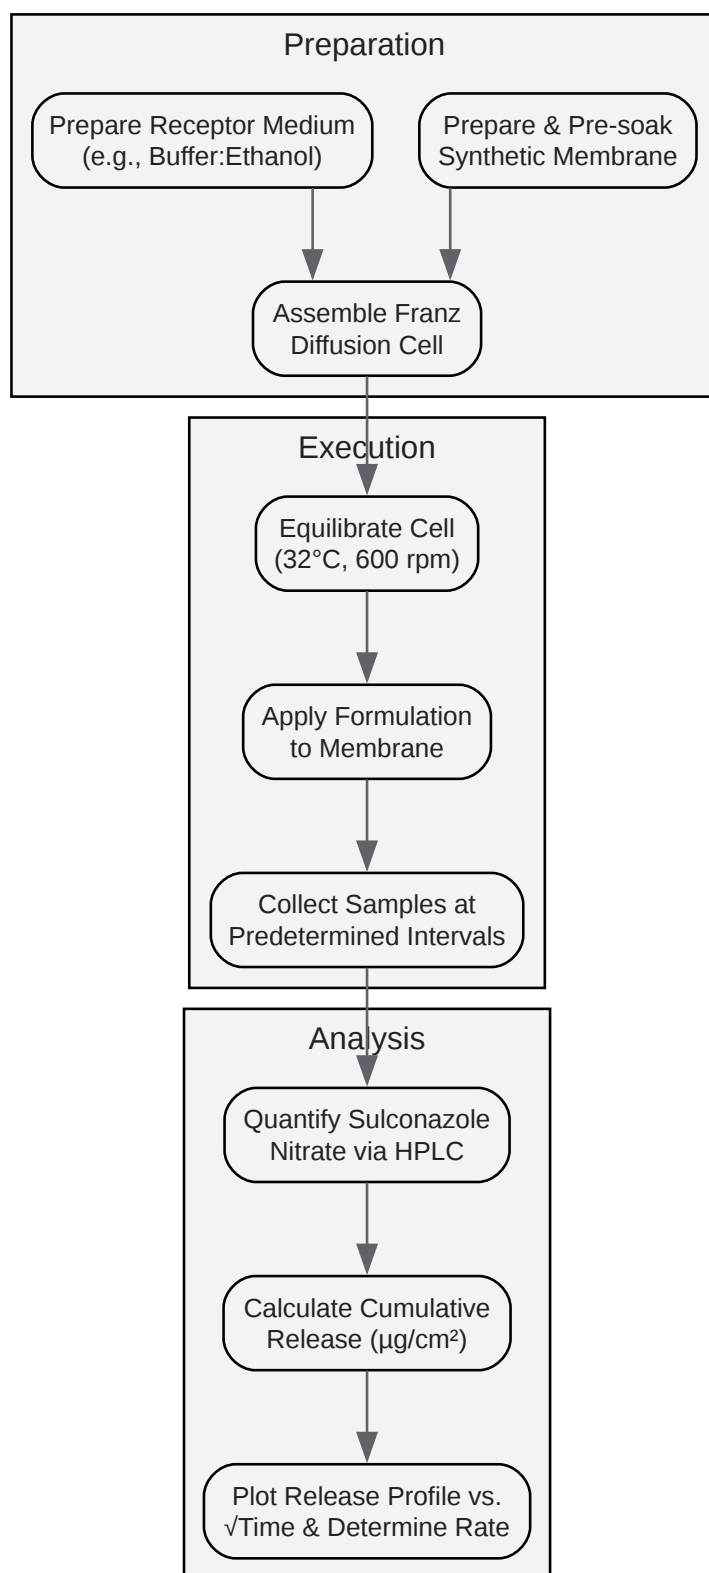 Preparation
Prepare Receptor Medium
(e.g., Buffer:Ethanol)
Prepare & Pre-soak
Synthetic Membrane
Assemble Franz
Diffusion Cell
Execution
Equilibrate Cell
(32°C, 600 rpm)
Apply Formulation
to Membrane
Collect Samples at
Predetermined Intervals
Analysis
Quantify Sulconazole
Nitrate via HPLC
Calculate Cumulative
Release (µg/cm²)
Plot Release Profile vs.
√Time & Determine Rate